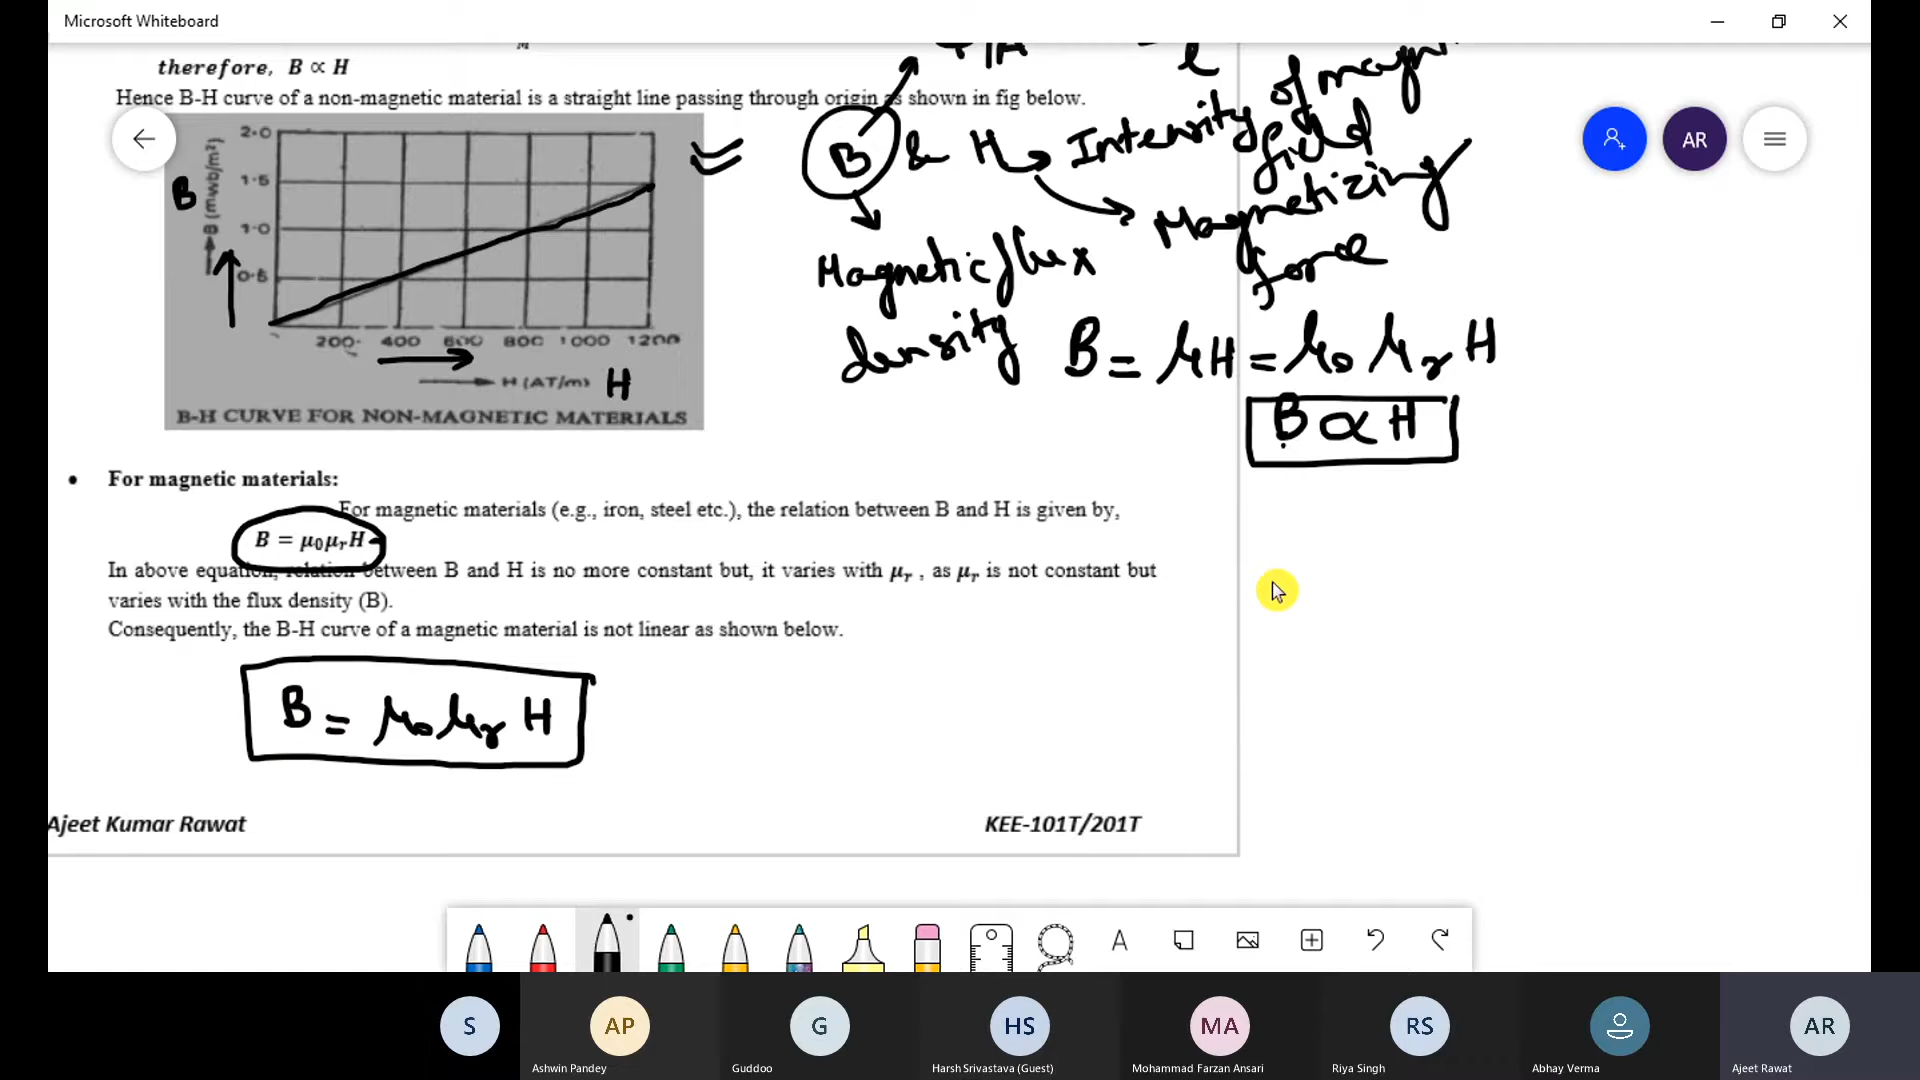 Microsoft Whiteboard
M
therefore, B ∝ H
Hence B-H curve of a non-magnetic material is a straight line passing through origin as shown in fig below.
B
B (mwb/m²)
2·0
1·5
1·0
0·5
200 400 600 800 1000 1200
H (AT/m) H
B-H CURVE FOR NON-MAGNETIC MATERIALS
l
B & H → Intensity of
field
Magnetizing
force
Magnetic flux
density
B = μH = μ₀ μᵣ H
B ∝ H
• For magnetic materials:
For magnetic materials (e.g., iron, steel etc.), the relation between B and H is given by,
B = μ₀μᵣH
In above equation, relation between B and H is no more constant but, it varies with μᵣ , as μᵣ is not constant but
varies with the flux density (B).
Consequently, the B-H curve of a magnetic material is not linear as shown below.
B = μ₀ μᵣ H
Ajeet Kumar Rawat KEE-101T/201T
AR
A
S AP G HS MA RS AR
Ashwin Pandey Guddoo Harsh Srivastava (Guest) Mohammad Farzan Ansari Riya Singh Abhay Verma Ajeet Rawat